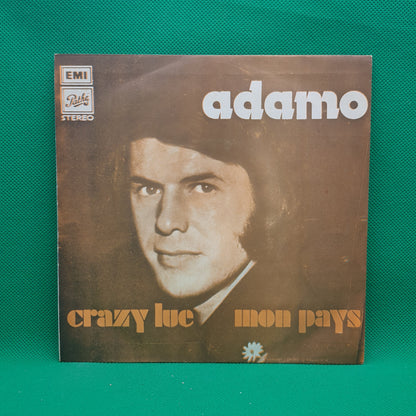 EMI
Pathé
STEREO
adamo
crazy lue mon pays